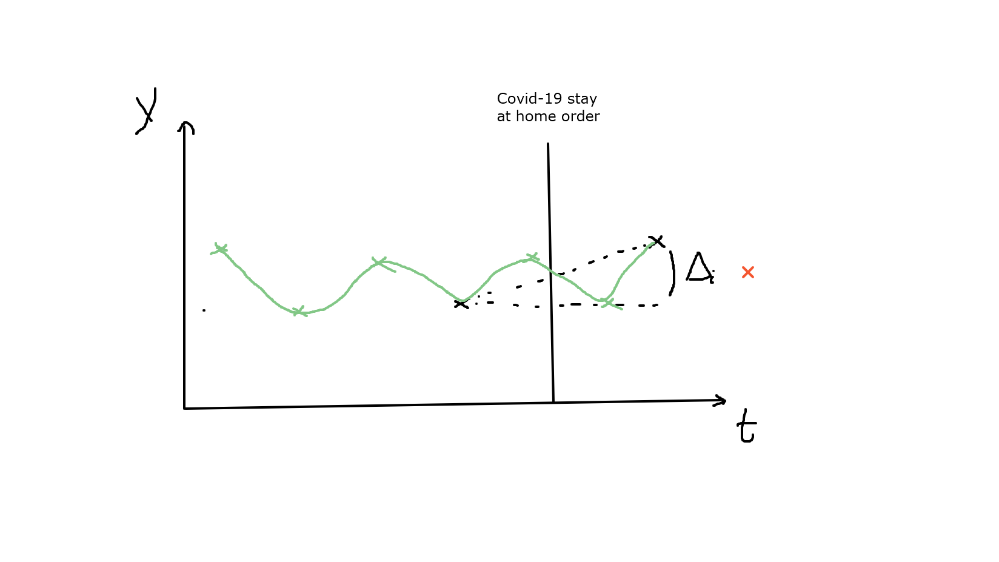 y
Covid-19 stay
at home order
Δi
t